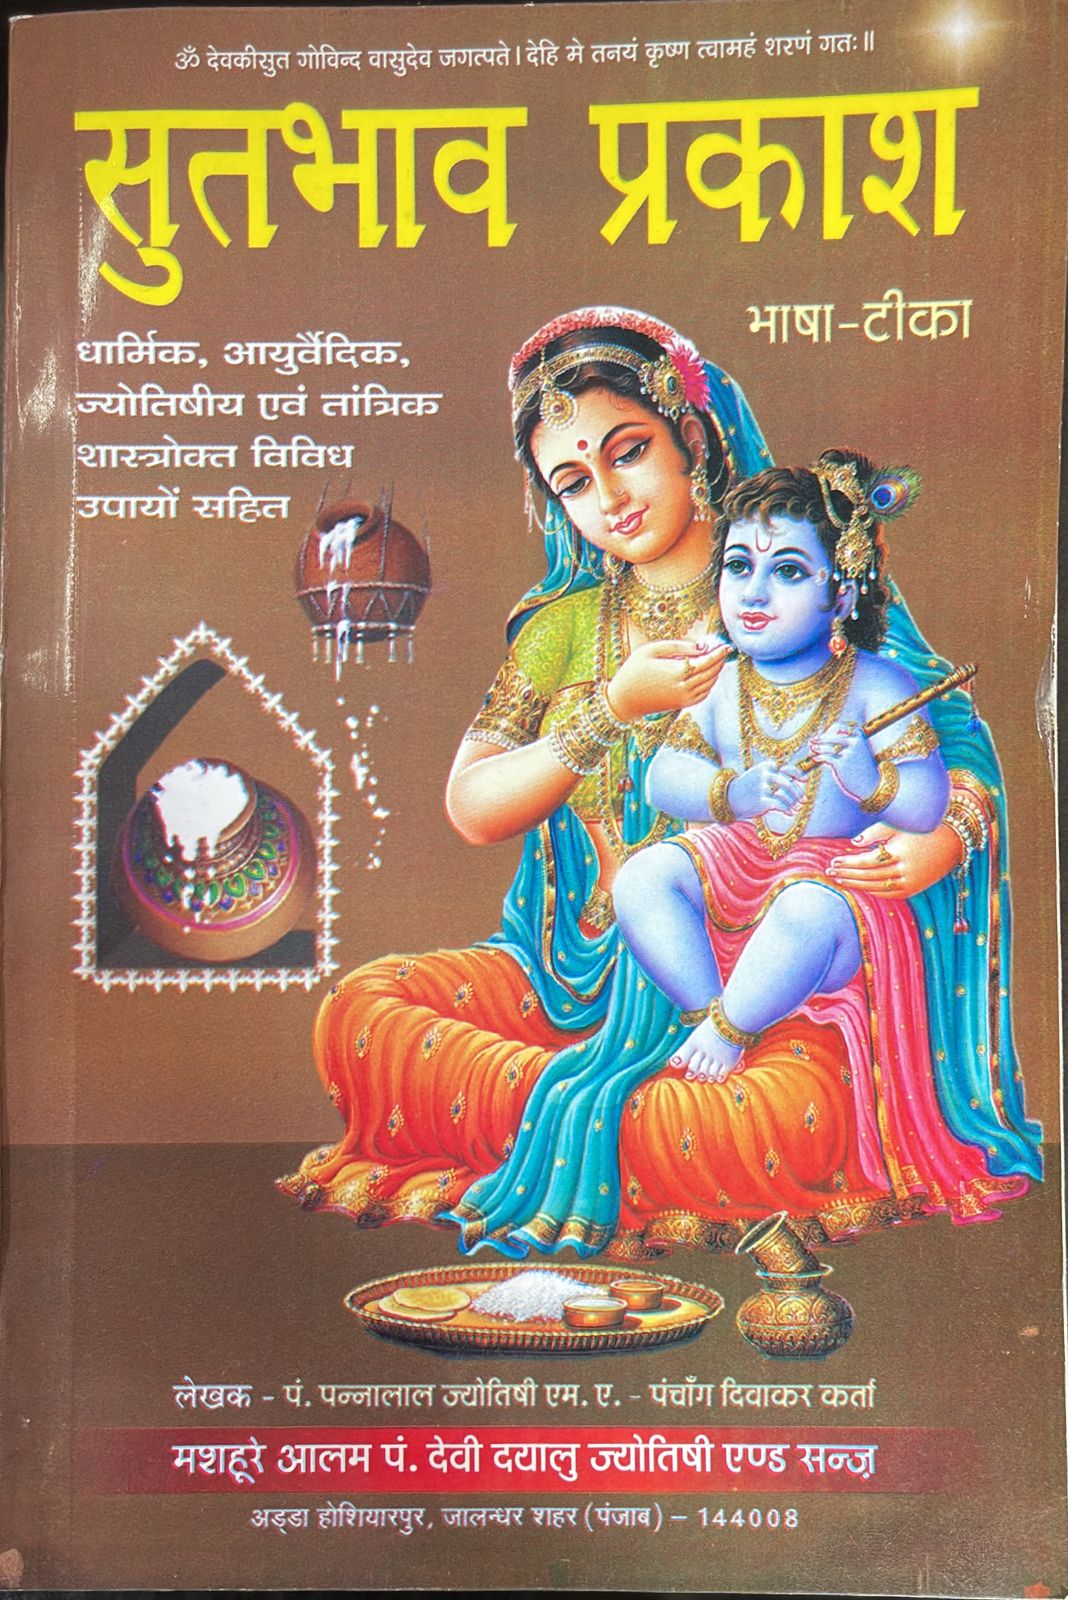 ॐ देवकीसुत गोविन्द वासुदेव जगत्पते। देहि मे तनयं कृष्ण त्वामहं शरणं गतः॥
सुतभाव प्रकाश
भाषा-टीका
धार्मिक, आयुर्वैदिक,
ज्योतिषीय एवं तांत्रिक
शास्त्रोक्त विविध
उपायों सहित
लेखक - पं. पन्नालाल ज्योतिषी एम. ए. - पंचाँग दिवाकर कर्ता
मशहूरे आलम पं. देवी दयालु ज्योतिषी एण्ड सन्ज़
अड्डा होशियारपुर, जालन्धर शहर (पंजाब) – 144008